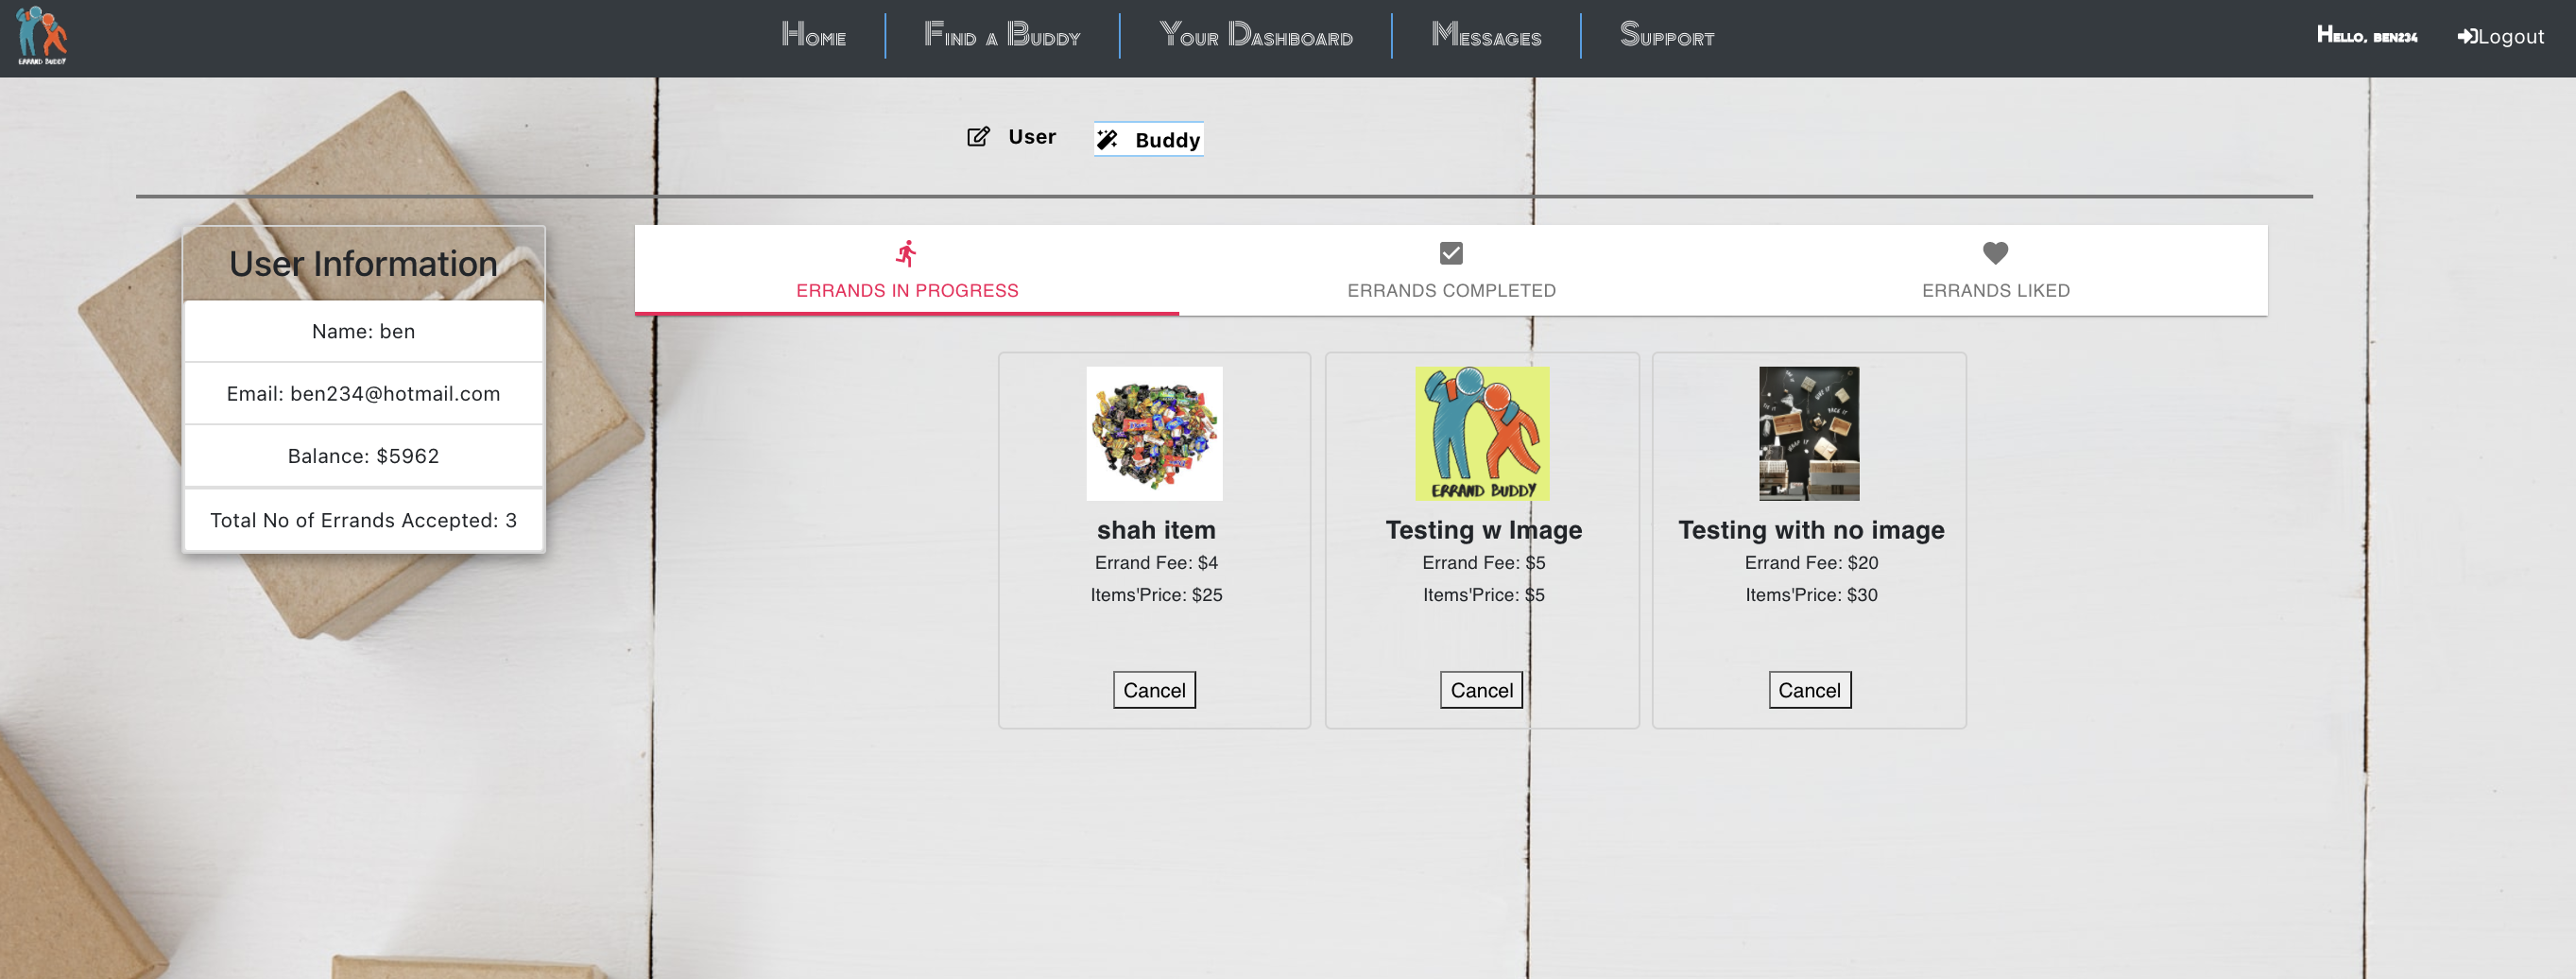 ERRAND BUDDY
Home
Find a Buddy
Your Dashboard
Messages
Support
Hello, ben234
Logout
User
Buddy
User Information
Name: ben
Email: ben234@hotmail.com
Balance: $5962
Total No of Errands Accepted: 3
ERRANDS IN PROGRESS
ERRANDS COMPLETED
ERRANDS LIKED
shah item
Errand Fee: $4
Items'Price: $25
Cancel
ERRAND BUDDY
Testing w Image
Errand Fee: $5
Items'Price: $5
Cancel
Testing with no image
Errand Fee: $20
Items'Price: $30
Cancel